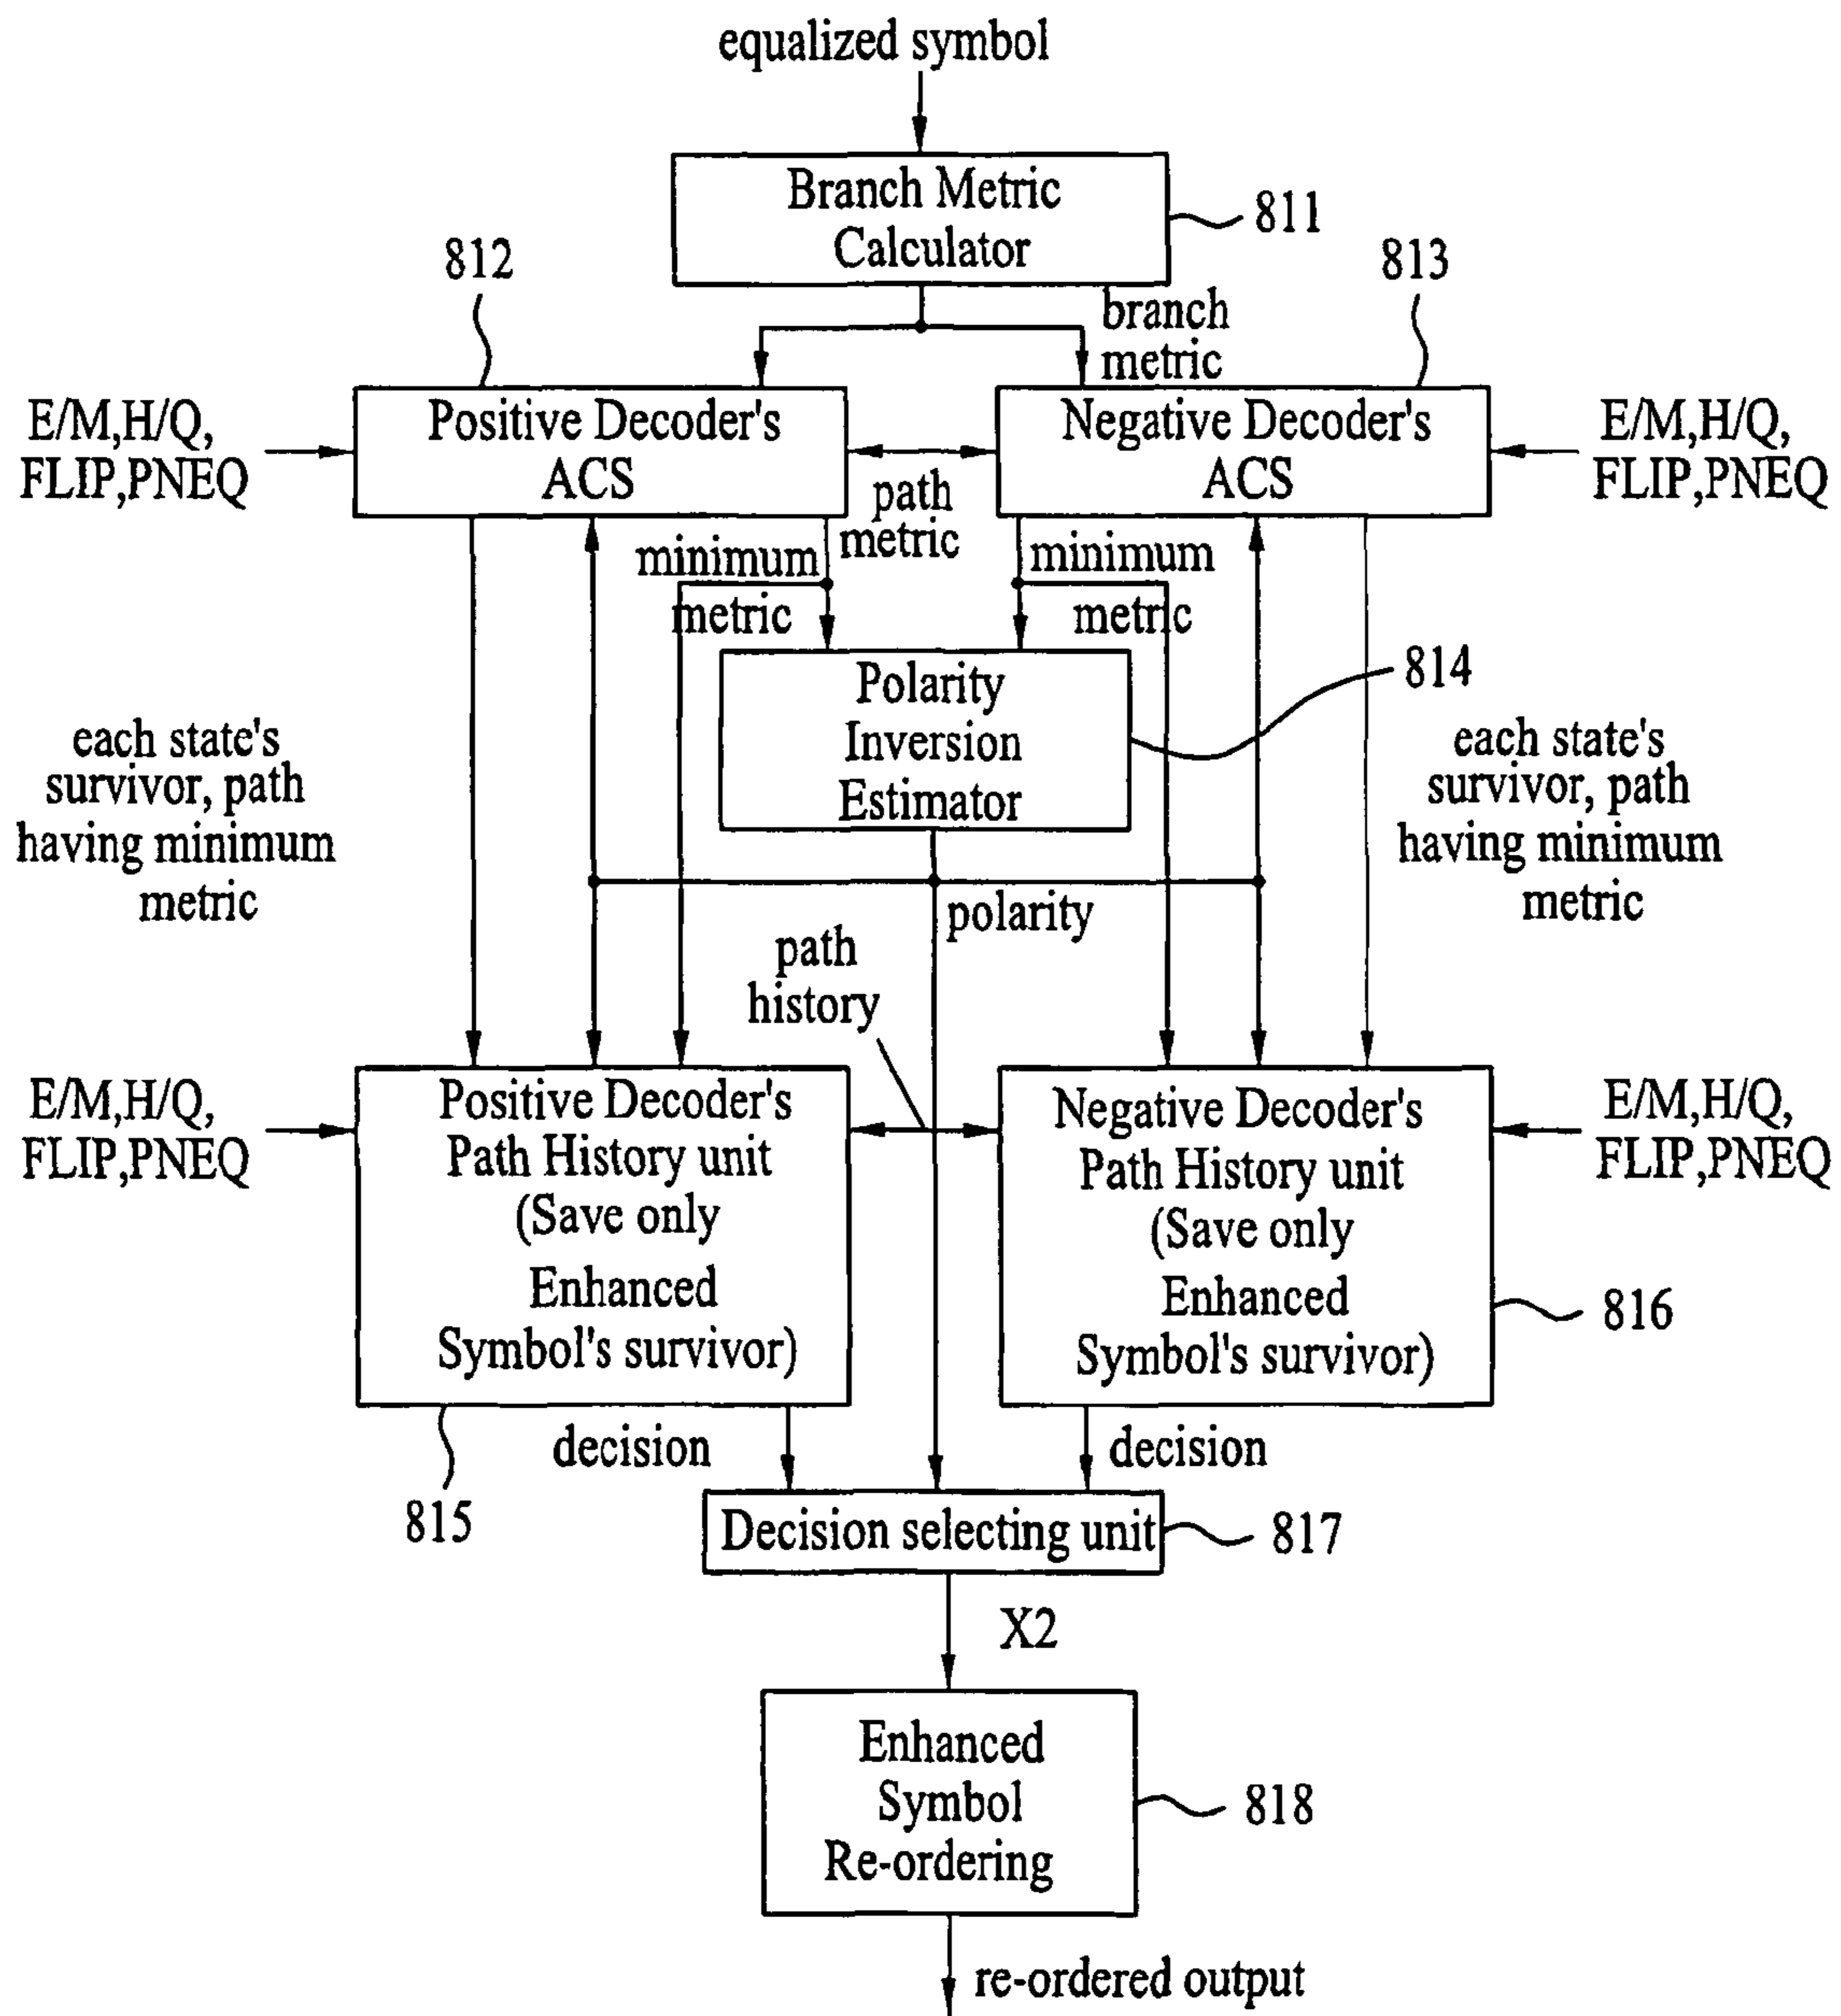 equalized symbol
Branch Metric
Calculator
811
812
813
branch
metric
E/M,H/Q,
FLIP,PNEQ
Positive Decoder's
ACS
Negative Decoder's
ACS
E/M,H/Q,
FLIP,PNEQ
path
metric
minimum
metric
minimum
metric
Polarity
Inversion
Estimator
814
each state's
survivor, path
having minimum
metric
each state's
survivor, path
having minimum
metric
polarity
path
history
E/M,H/Q,
FLIP,PNEQ
Positive Decoder's
Path History unit
(Save only
Enhanced
Symbol's survivor)
Negative Decoder's
Path History unit
(Save only
Enhanced
Symbol's survivor)
E/M,H/Q,
FLIP,PNEQ
816
decision
decision
815
Decision selecting unit
817
X2
Enhanced
Symbol
Re-ordering
818
re-ordered output